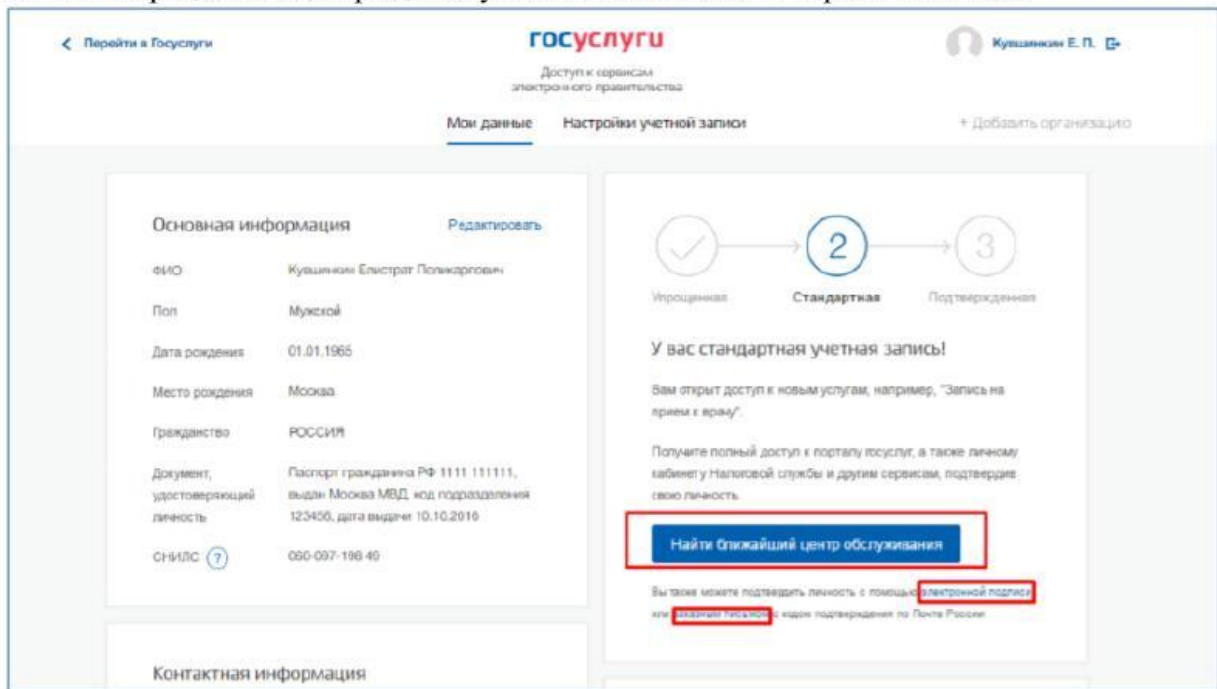 Перейти в Госуслуги
госуслуги
Кувшинкин Е. П.
Доступ к сервисам
электронного правительства
Мои данные
Настройки учетной записи
+ Добавить организацию
Основная информация
Редактировать
ФИО
Кувшинкин Елистрат Поликарпович
Пол
Мужской
Дата рождения
01.01.1965
Место рождения
Москва
Гражданство
РОССИЯ
Документ,
удостоверяющий
личность
Паспорт гражданина РФ 1111 111111,
выдан Москва МВД, код подразделения
123456, дата выдачи 10.10.2016
СНИЛС ?
060-097-198 49
Контактная информация
2
3
Упрощенная
Стандартная
Подтвержденная
У вас стандартная учетная запись!
Вам открыт доступ к новым услугам, например, "Запись на
прием к врачу".
Получите полный доступ к порталу госуслуг, а также личному
кабинету Налоговой службы и другим сервисам, подтвердив
свою личность.
Найти ближайший центр обслуживания
Вы также можете подтвердить личность с помощью электронной подписи
или заказным письмом с кодом подтверждения по Почте России